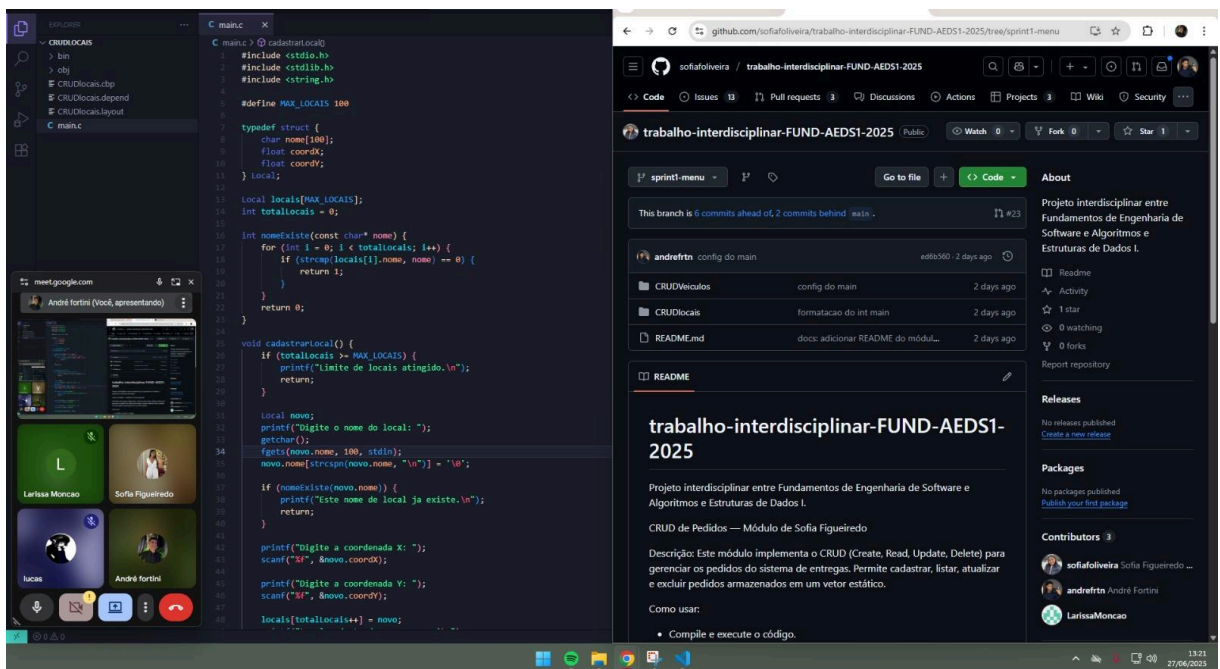 EXPLORER
CRUDLOCAIS
bin
obj
CRUDlocais.cbp
CRUDlocais.depend
CRUDlocais.layout
main.c
meet.google.com
André fortini (Você, apresentando)
L
Larissa Moncao
Sofia Figueiredo
lucas
André fortini
0 0
main.c
main.c > cadastrarLocal()
#include <stdio.h>
#include <stdlib.h>
#include <string.h>
#define MAX_LOCAIS 100
typedef struct {
char nome[100];
float coordX;
float coordY;
} Local;
Local locais[MAX_LOCAIS];
int totalLocais = 0;
int nomeExiste(const char* nome) {
for (int i = 0; i < totalLocais; i++) {
if (strcmp(locais[i].nome, nome) == 0) {
return 1;
}
}
return 0;
}
void cadastrarLocal() {
if (totalLocais >= MAX_LOCAIS) {
printf("Limite de locais atingido.\n");
return;
}
Local novo;
printf("Digite o nome do local: ");
getchar();
34 fgets(novo.nome, 100, stdin);
novo.nome[strcspn(novo.nome, "\n")] = '\0';
if (nomeExiste(novo.nome)) {
printf("Este nome de local ja existe.\n");
return;
}
printf("Digite a coordenada X: ");
scanf("%f", &novo.coordX);
printf("Digite a coordenada Y: ");
scanf("%f", &novo.coordY);
locais[totalLocais++] = novo;
github.com/sofiafoliveira/trabalho-interdisciplinar-FUND-AEDS1-2025/tree/sprint1-menu
sofiafoliveira / trabalho-interdisciplinar-FUND-AEDS1-2025
Code Issues 13 Pull requests 3 Discussions Actions Projects 3 Wiki Security
trabalho-interdisciplinar-FUND-AEDS1-2025 Public Watch 0 Fork 0 Star 1
sprint1-menu Go to file + Code
This branch is 6 commits ahead of, 2 commits behind main . #23
andrefrtn config do main ed6b560 · 2 days ago
CRUDVeiculos config do main 2 days ago
CRUDlocais formatacao do int main 2 days ago
README.md docs: adicionar README do módul... 2 days ago
README
trabalho-interdisciplinar-FUND-AEDS1-
2025
Projeto interdisciplinar entre Fundamentos de Engenharia de Software e
Algoritmos e Estruturas de Dados I.
CRUD de Pedidos — Módulo de Sofia Figueiredo
Descrição: Este módulo implementa o CRUD (Create, Read, Update, Delete) para
gerenciar os pedidos do sistema de entregas. Permite cadastrar, listar, atualizar
e excluir pedidos armazenados em um vetor estático.
Como usar:
• Compile e execute o código.
About
Projeto interdisciplinar entre
Fundamentos de Engenharia de
Software e Algoritmos e
Estruturas de Dados I.
Readme
Activity
1 star
0 watching
0 forks
Report repository
Releases
No releases published
Create a new release
Packages
No packages published
Publish your first package
Contributors 3
sofiafoliveira Sofia Figueiredo ...
andrefrtn André Fortini
LarissaMoncao
13:21
27/06/2025